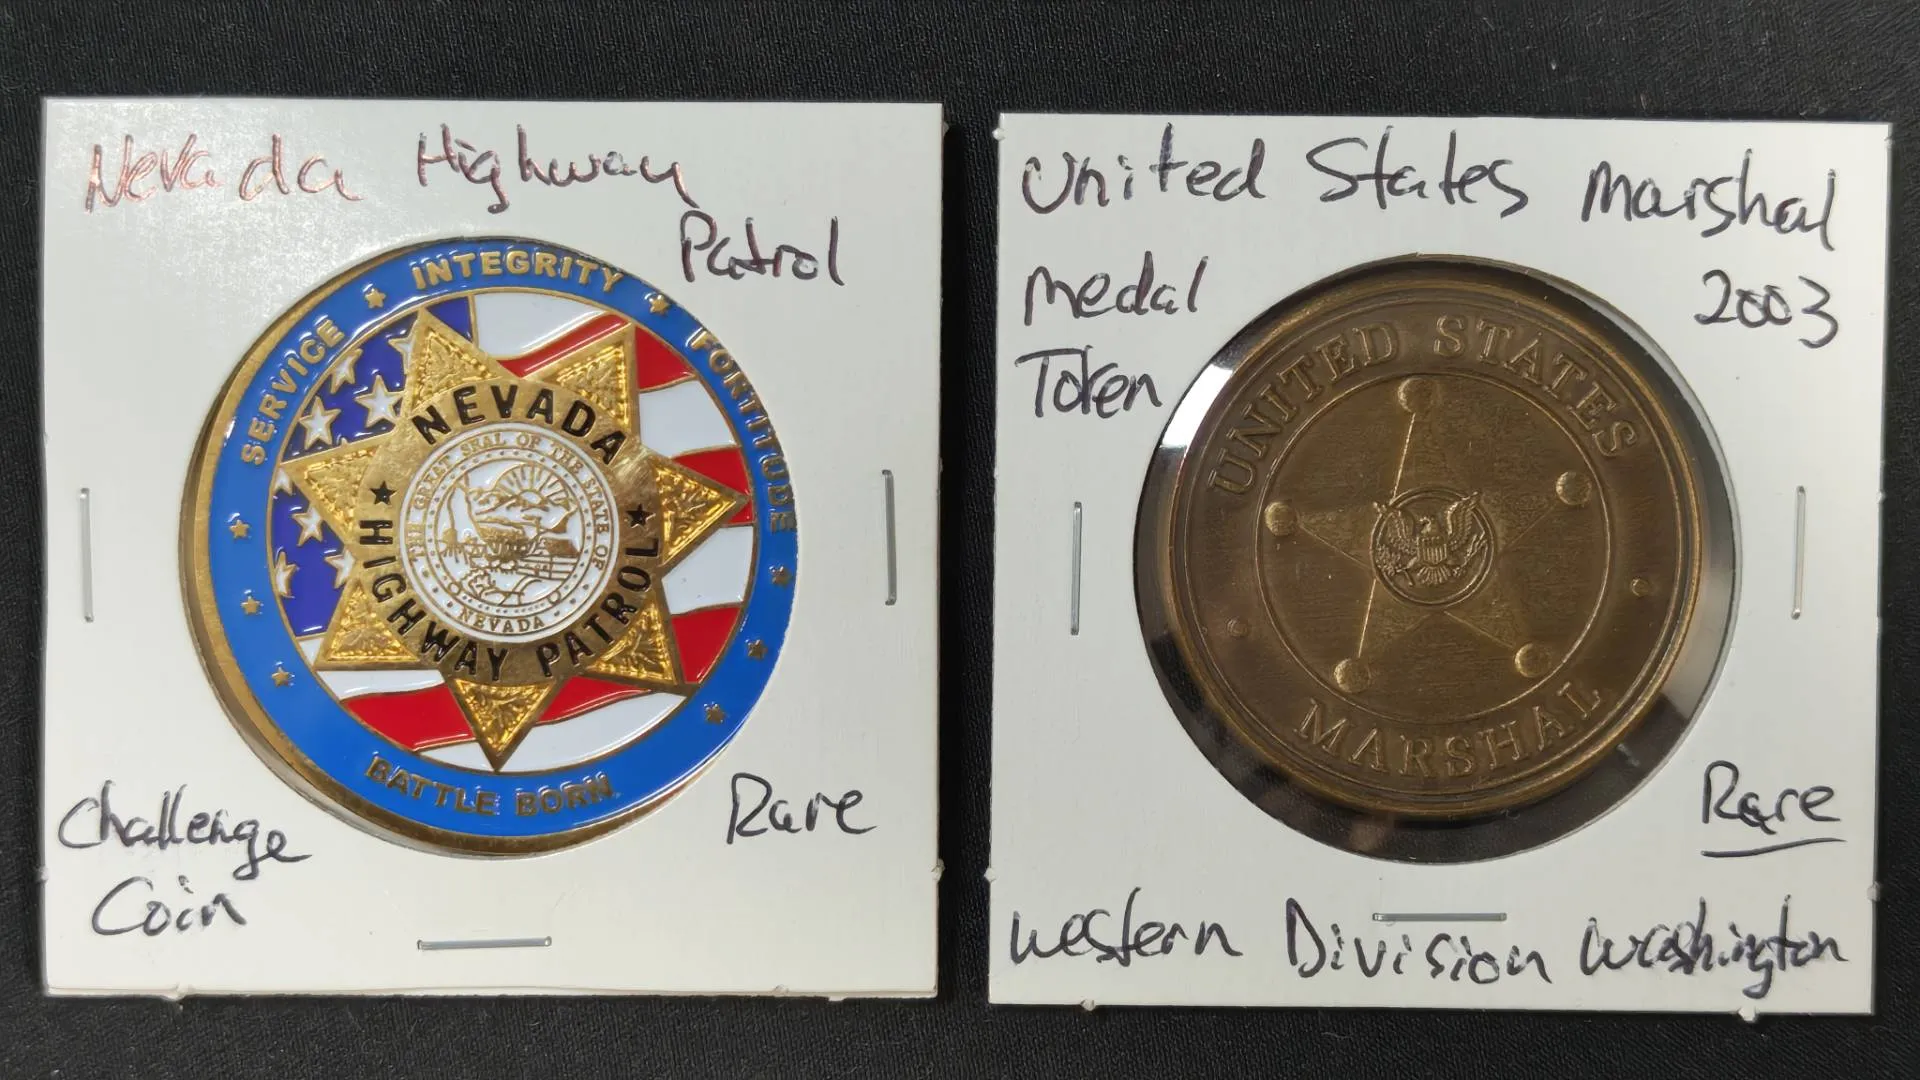 Nevada Highway
Patrol
SERVICE ★ INTEGRITY ★ FORTITUDE
NEVADA
THE GREAT SEAL OF THE STATE OF
NEVADA
★ HIGHWAY PATROL ★
BATTLE BORN
Challenge
Coin
Rare
United States Marshal
Medal
2003
Token
UNITED STATES
MARSHAL
Rare
Western Division Washington